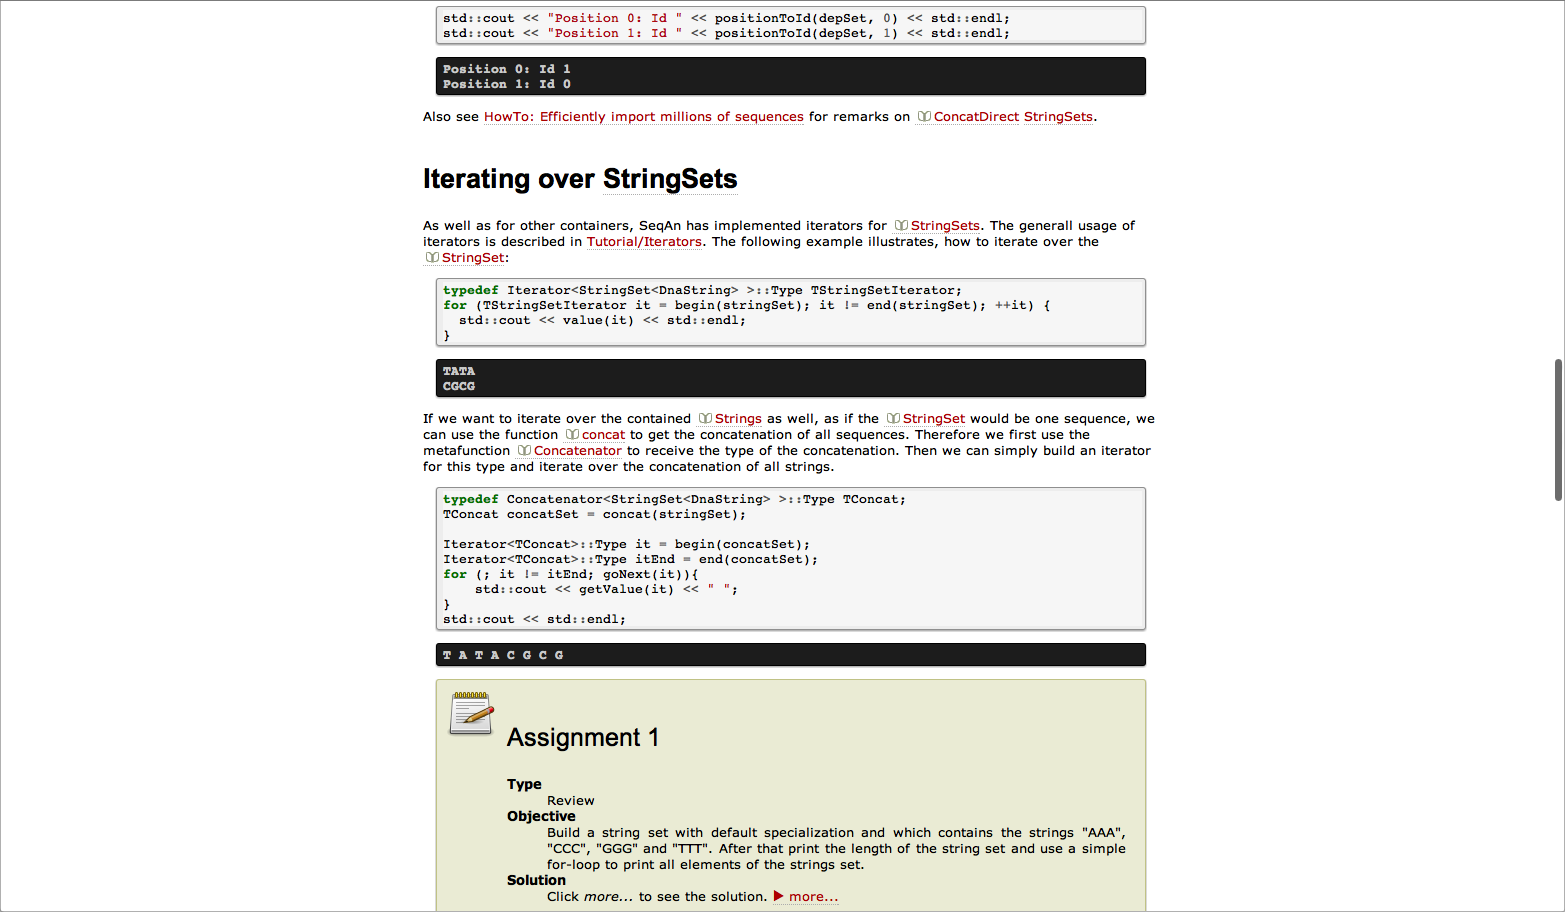 std::cout << "Position 0: Id " << positionToId(depSet, 0) << std::endl;
std::cout << "Position 1: Id " << positionToId(depSet, 1) << std::endl;
Position 0: Id 1
Position 1: Id 0
Also see HowTo: Efficiently import millions of sequences for remarks on ConcatDirect StringSets.
Iterating over StringSets
As well as for other containers, SeqAn has implemented iterators for StringSets. The generall usage of
iterators is described in Tutorial/Iterators. The following example illustrates, how to iterate over the
StringSet:
typedef Iterator<StringSet<DnaString> >::Type TStringSetIterator;
for (TStringSetIterator it = begin(stringSet); it != end(stringSet); ++it) {
  std::cout << value(it) << std::endl;
}
TATA
CGCG
If we want to iterate over the contained Strings as well, as if the StringSet would be one sequence, we
can use the function concat to get the concatenation of all sequences. Therefore we first use the
metafunction Concatenator to receive the type of the concatenation. Then we can simply build an iterator
for this type and iterate over the concatenation of all strings.
typedef Concatenator<StringSet<DnaString> >::Type TConcat;
TConcat concatSet = concat(stringSet);
Iterator<TConcat>::Type it = begin(concatSet);
Iterator<TConcat>::Type itEnd = end(concatSet);
for (; it != itEnd; goNext(it)){
    std::cout << getValue(it) << " ";
}
std::cout << std::endl;
T A T A C G C G
Assignment 1
Type
Review
Objective
Build a string set with default specialization and which contains the strings "AAA",
"CCC", "GGG" and "TTT". After that print the length of the string set and use a simple
for-loop to print all elements of the strings set.
Solution
Click more... to see the solution. ▶ more...